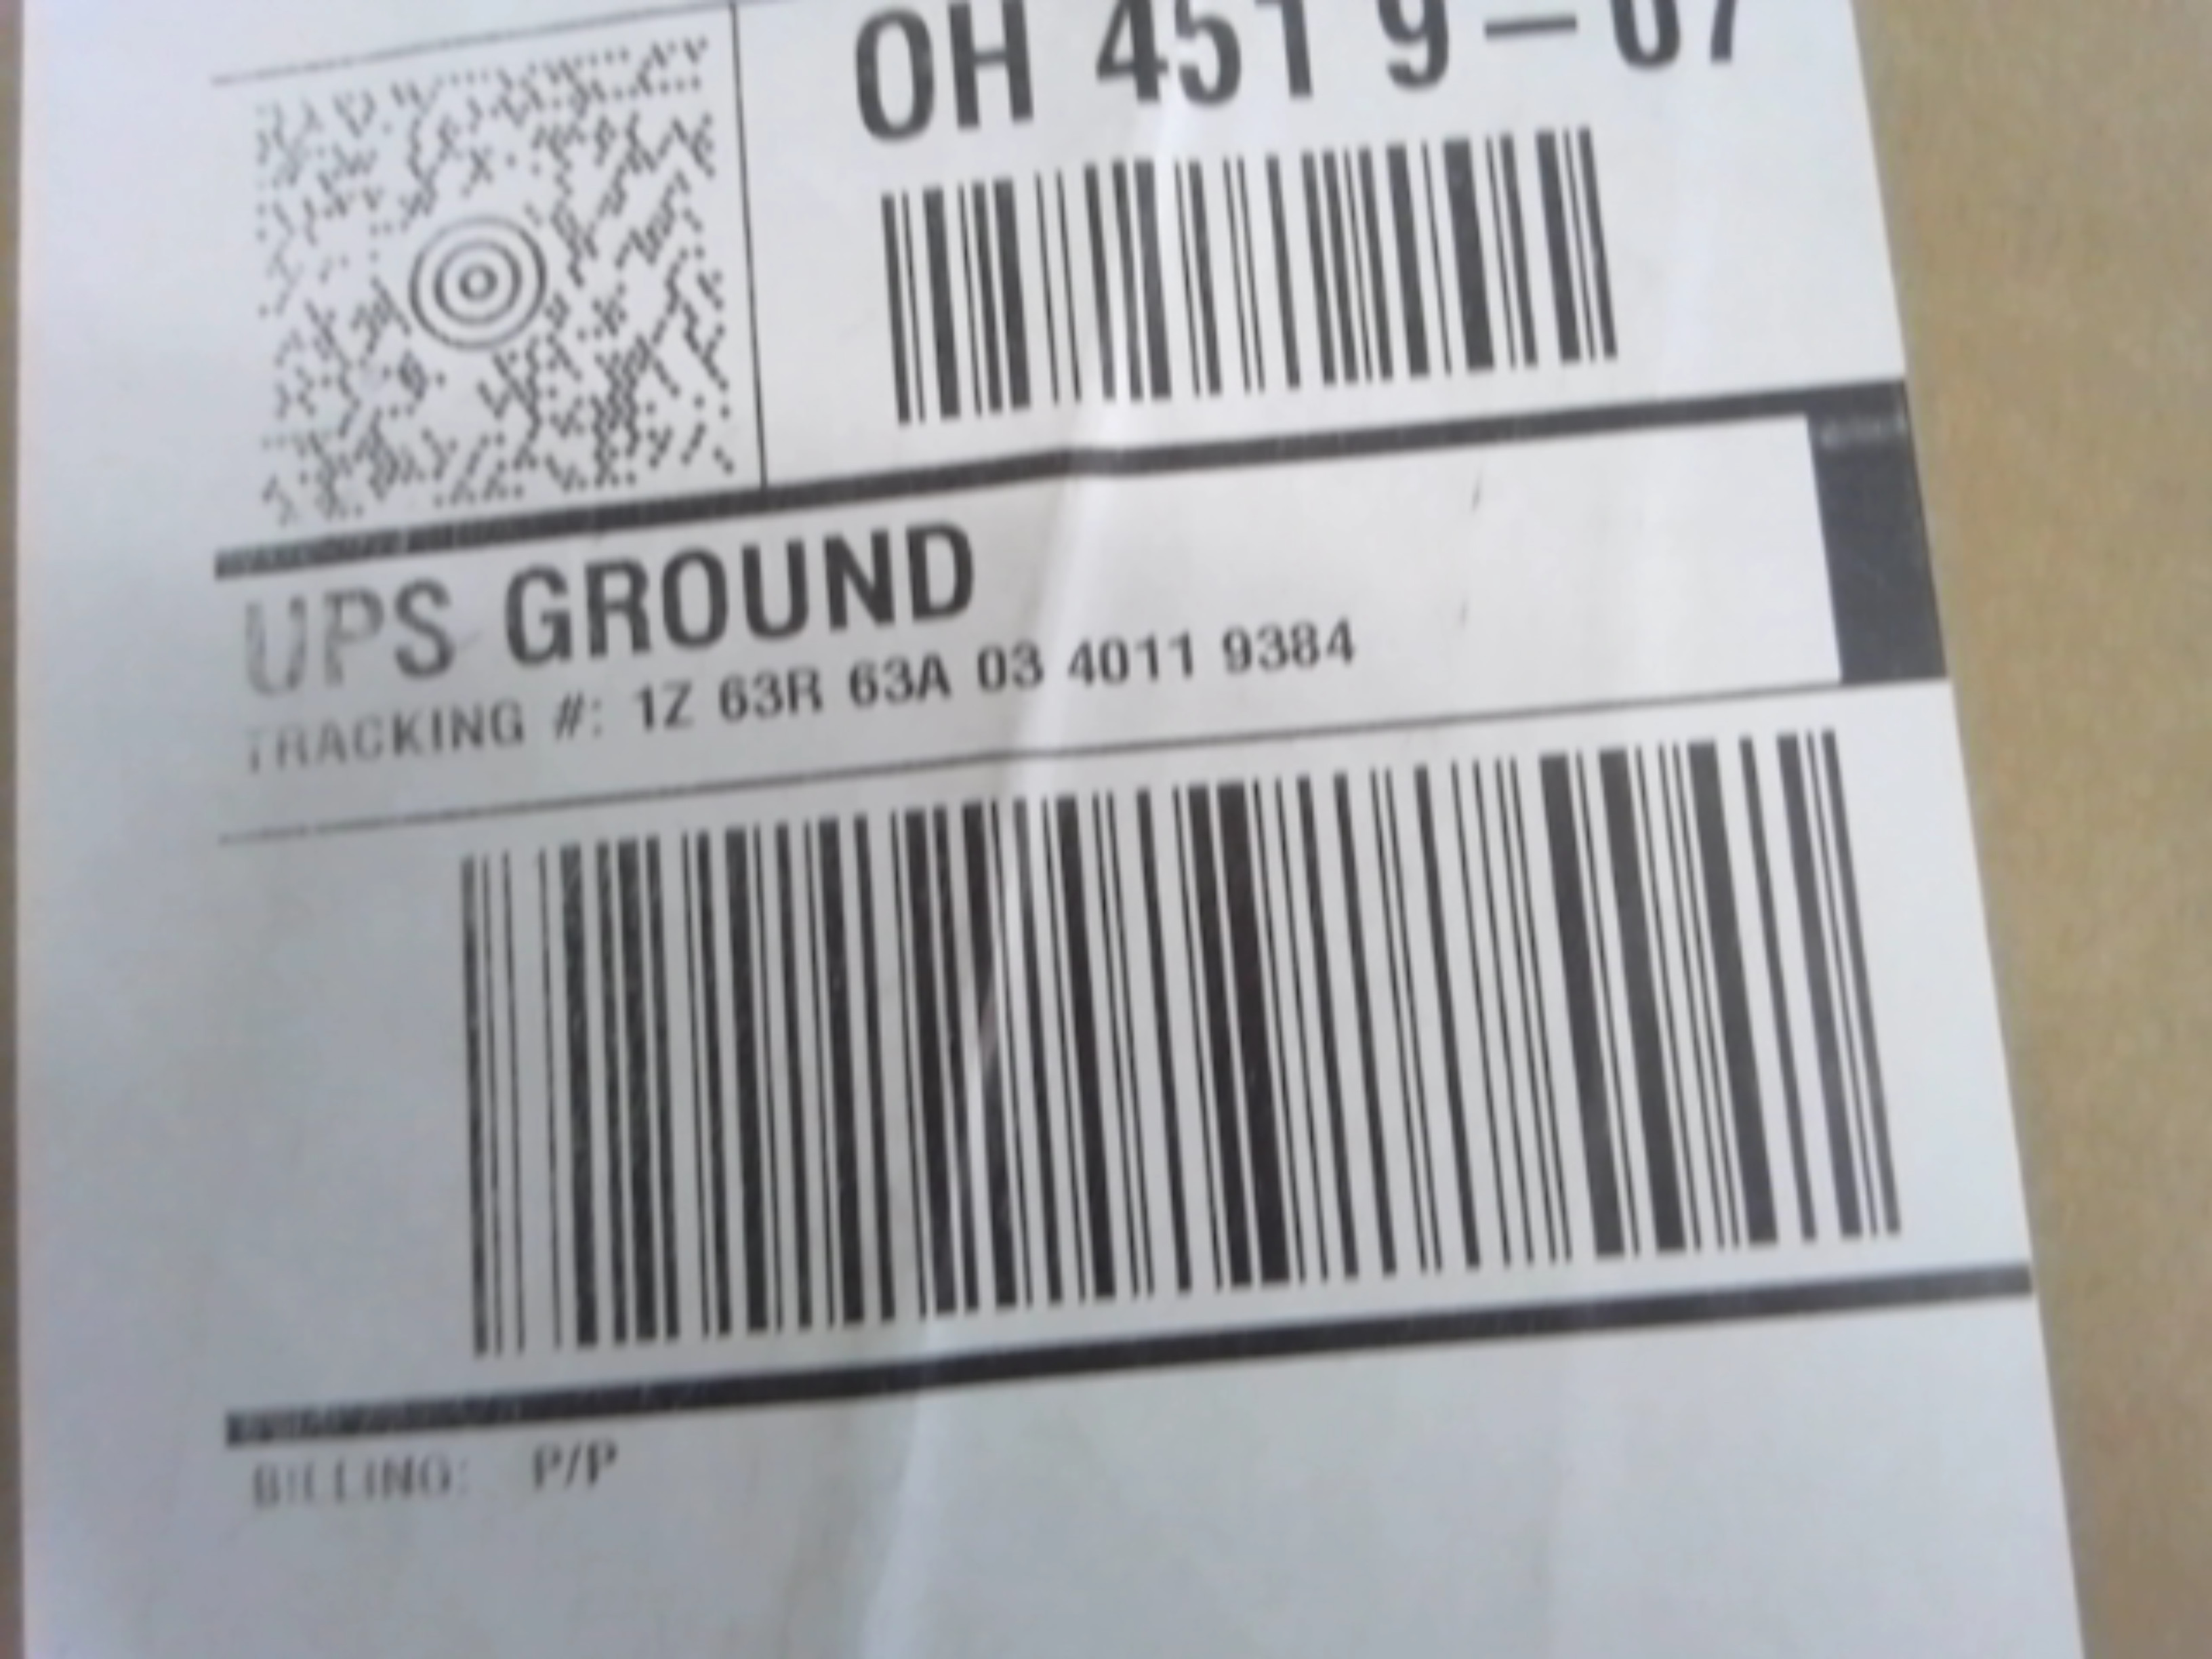 OH 451 9-07
UPS GROUND
TRACKING #: 1Z 63R 63A 03 4011 9384
BILLING: P/P